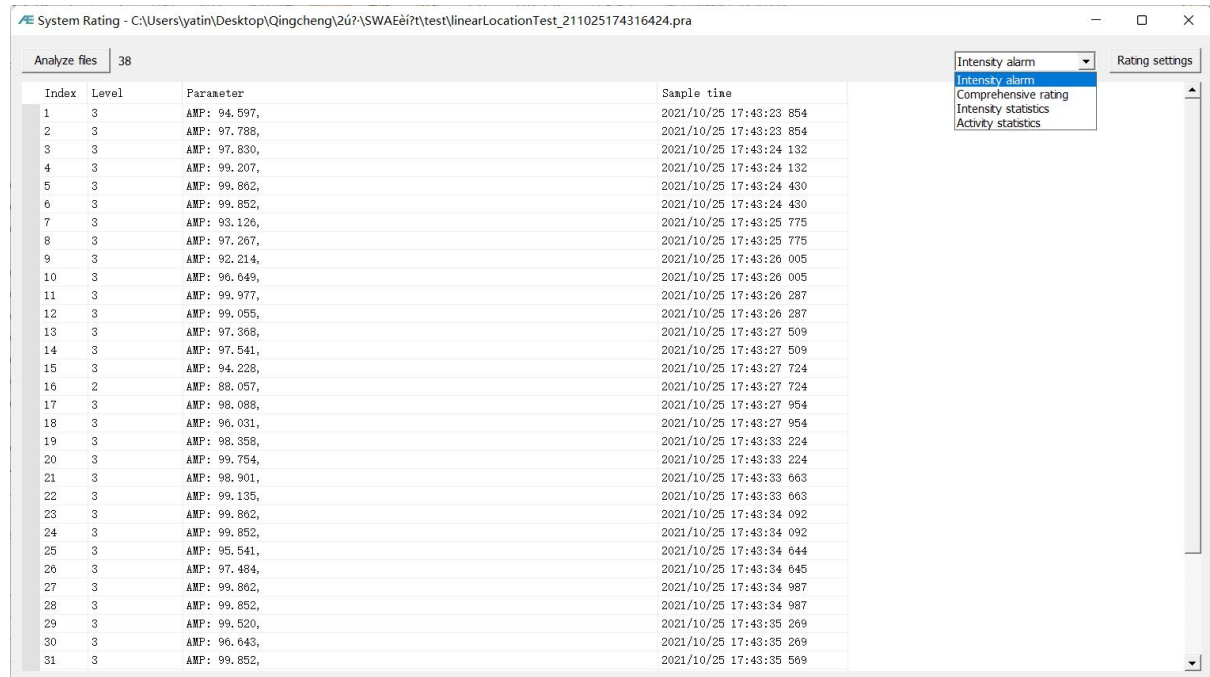 Æ System Rating - C:\Users\yatin\Desktop\Qingcheng\2ú?·\SWAEèí?t\test\linearLocationTest_211025174316424.pra
Analyze files 38 Intensity alarm Rating settings
Intensity alarm
Comprehensive rating
Intensity statistics
Activity statistics
Index Level Parameter Sample time
1 3 AMP: 94.597, 2021/10/25 17:43:23 854
2 3 AMP: 97.788, 2021/10/25 17:43:23 854
3 3 AMP: 97.830, 2021/10/25 17:43:24 132
4 3 AMP: 99.207, 2021/10/25 17:43:24 132
5 3 AMP: 99.862, 2021/10/25 17:43:24 430
6 3 AMP: 99.852, 2021/10/25 17:43:24 430
7 3 AMP: 93.126, 2021/10/25 17:43:25 775
8 3 AMP: 97.267, 2021/10/25 17:43:25 775
9 3 AMP: 92.214, 2021/10/25 17:43:26 005
10 3 AMP: 96.649, 2021/10/25 17:43:26 005
11 3 AMP: 99.977, 2021/10/25 17:43:26 287
12 3 AMP: 99.055, 2021/10/25 17:43:26 287
13 3 AMP: 97.368, 2021/10/25 17:43:27 509
14 3 AMP: 97.541, 2021/10/25 17:43:27 509
15 3 AMP: 94.228, 2021/10/25 17:43:27 724
16 2 AMP: 88.057, 2021/10/25 17:43:27 724
17 3 AMP: 98.088, 2021/10/25 17:43:27 954
18 3 AMP: 96.031, 2021/10/25 17:43:27 954
19 3 AMP: 98.358, 2021/10/25 17:43:33 224
20 3 AMP: 99.754, 2021/10/25 17:43:33 224
21 3 AMP: 98.901, 2021/10/25 17:43:33 663
22 3 AMP: 99.135, 2021/10/25 17:43:33 663
23 3 AMP: 99.862, 2021/10/25 17:43:34 092
24 3 AMP: 99.852, 2021/10/25 17:43:34 092
25 3 AMP: 95.541, 2021/10/25 17:43:34 644
26 3 AMP: 97.484, 2021/10/25 17:43:34 645
27 3 AMP: 99.862, 2021/10/25 17:43:34 987
28 3 AMP: 99.852, 2021/10/25 17:43:34 987
29 3 AMP: 99.520, 2021/10/25 17:43:35 269
30 3 AMP: 96.643, 2021/10/25 17:43:35 269
31 3 AMP: 99.852, 2021/10/25 17:43:35 569